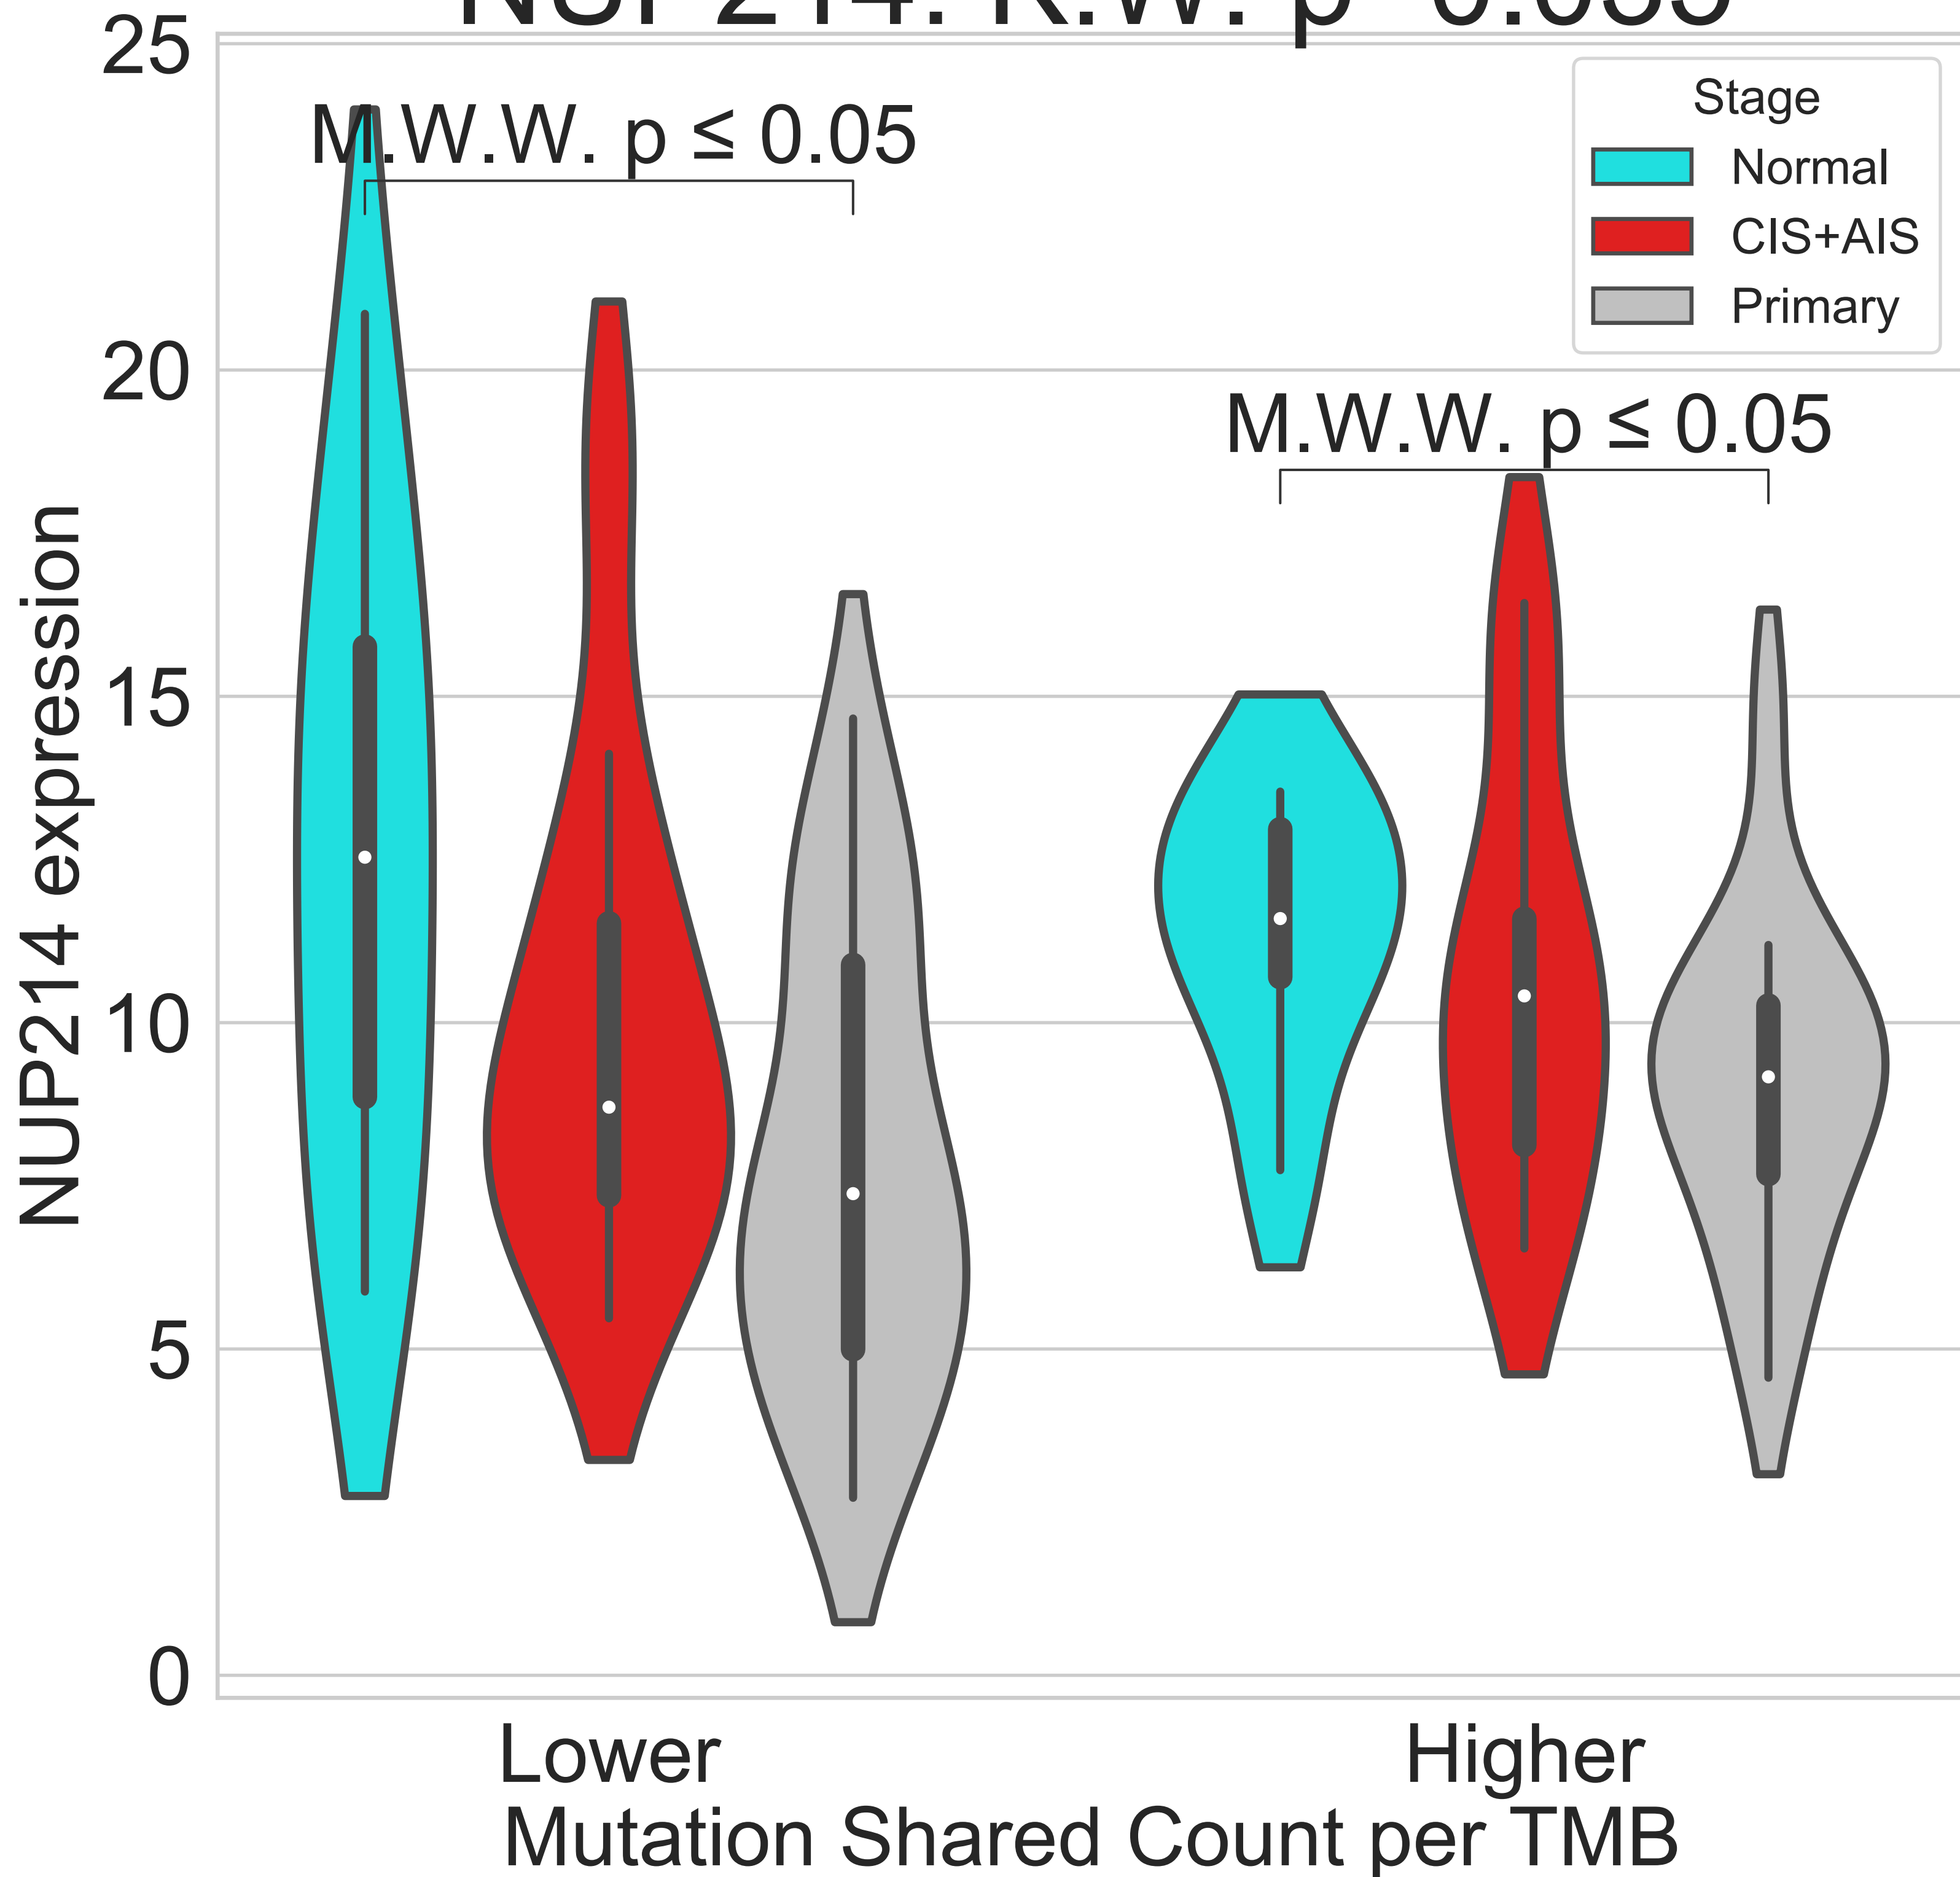 25
M.W.W. p ≤ 0.05
Stage
Normal
CIS+AIS
Primary
20
M.W.W. p ≤ 0.05
15
10
5
0
NUP214 expression
Lower
Higher
Mutation Shared Count per TMB